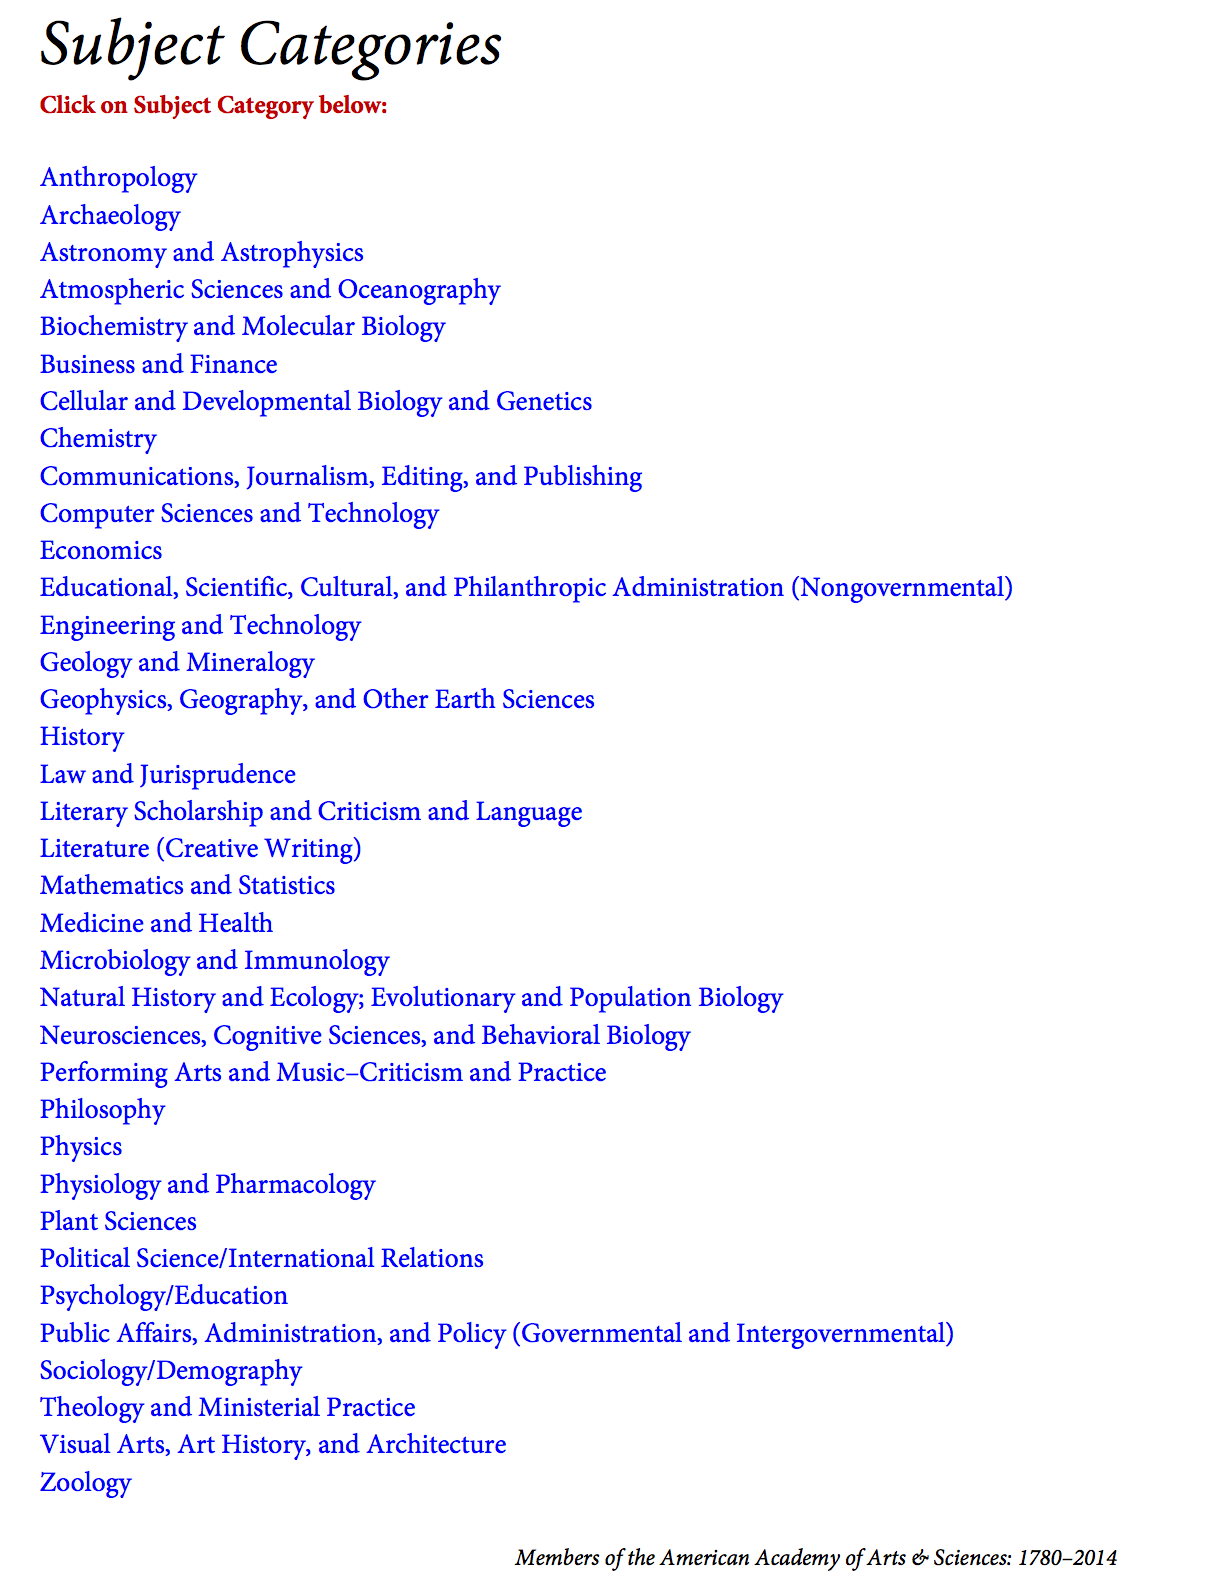 Subject Categories
Click on Subject Category below:
Anthropology
Archaeology
Astronomy and Astrophysics
Atmospheric Sciences and Oceanography
Biochemistry and Molecular Biology
Business and Finance
Cellular and Developmental Biology and Genetics
Chemistry
Communications, Journalism, Editing, and Publishing
Computer Sciences and Technology
Economics
Educational, Scientific, Cultural, and Philanthropic Administration (Nongovernmental)
Engineering and Technology
Geology and Mineralogy
Geophysics, Geography, and Other Earth Sciences
History
Law and Jurisprudence
Literary Scholarship and Criticism and Language
Literature (Creative Writing)
Mathematics and Statistics
Medicine and Health
Microbiology and Immunology
Natural History and Ecology; Evolutionary and Population Biology
Neurosciences, Cognitive Sciences, and Behavioral Biology
Performing Arts and Music–Criticism and Practice
Philosophy
Physics
Physiology and Pharmacology
Plant Sciences
Political Science/International Relations
Psychology/Education
Public Affairs, Administration, and Policy (Governmental and Intergovernmental)
Sociology/Demography
Theology and Ministerial Practice
Visual Arts, Art History, and Architecture
Zoology
Members of the American Academy of Arts & Sciences: 1780–2014